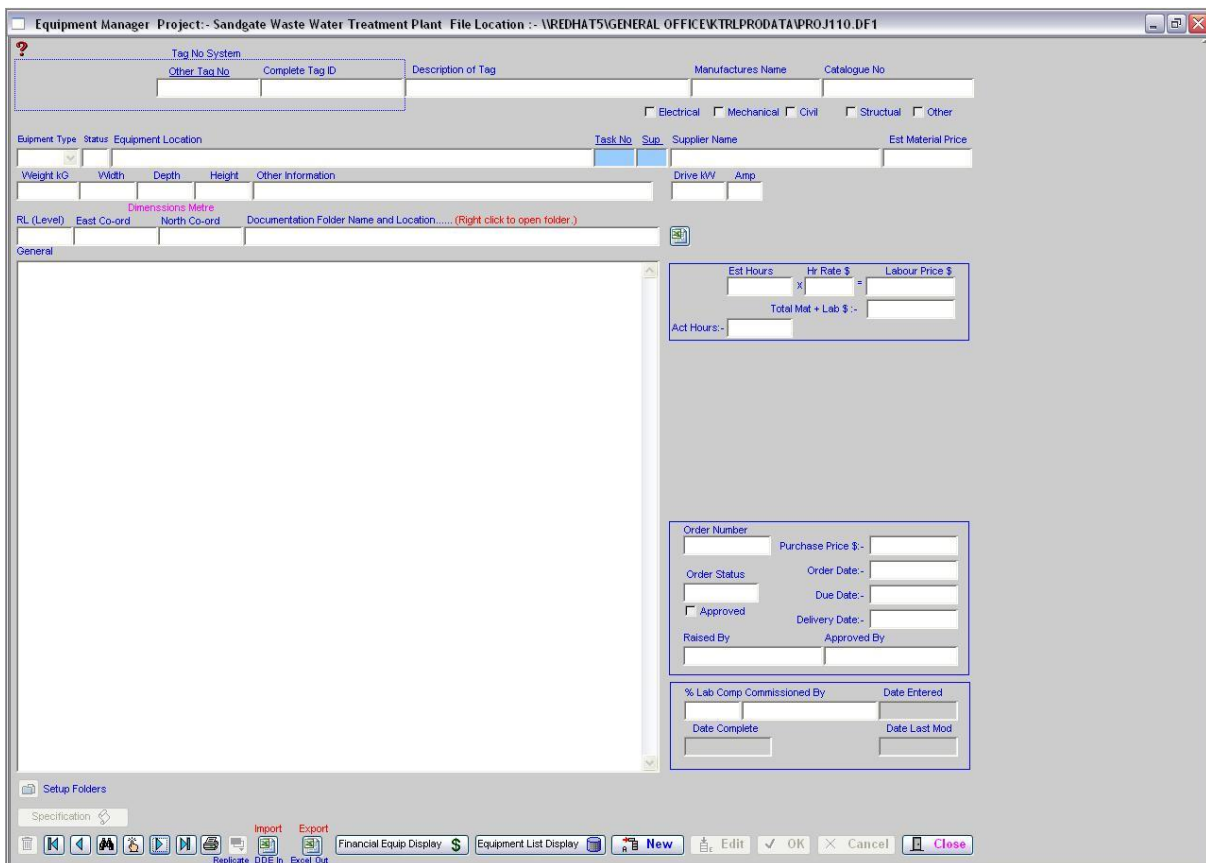 Equipment Manager Project:- Sandgate Waste Water Treatment Plant File Location :- \\REDHAT5\GENERAL OFFICE\KTRLPRODATA\PROJ110.DF1
?
Tag No System
Other Tag No Complete Tag ID Description of Tag Manufactures Name Catalogue No
Electrical Mechanical Civil Structual Other
Euipment Type Status Equipment Location Task No Sup Supplier Name Est Material Price
Weight kG Width Depth Height Other Information Drive kW Amp
Dimenssions Metre
RL (Level) East Co-ord North Co-ord Documentation Folder Name and Location...... (Right click to open folder.)
General
Est Hours Hr Rate $ Labour Price $
x =
Total Mat + Lab $ :-
Act Hours:-
Order Number
Purchase Price $:-
Order Status Order Date:-
Due Date:-
Approved
Delivery Date:-
Raised By Approved By
% Lab Comp Commissioned By Date Entered
Date Complete Date Last Mod
Setup Folders
Specification
Import Export
Financial Equip Display $ Equipment List Display New Edit OK Cancel Close
Replicate DDE In Excel Out